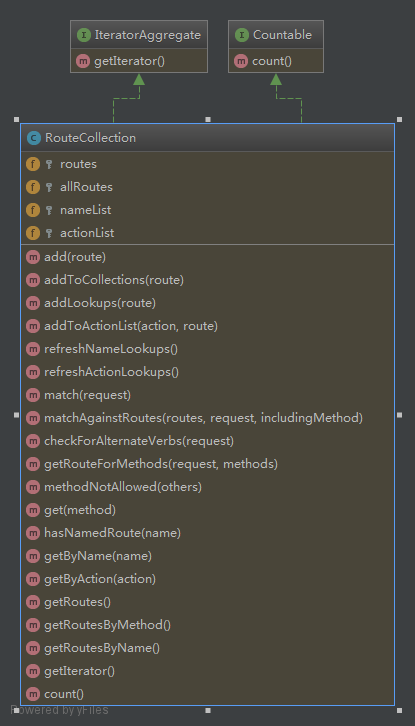 IteratorAggregate
getIterator()
Countable
count()
RouteCollection
routes
allRoutes
nameList
actionList
add(route)
addToCollections(route)
addLookups(route)
addToActionList(action, route)
refreshNameLookups()
refreshActionLookups()
match(request)
matchAgainstRoutes(routes, request, includingMethod)
checkForAlternateVerbs(request)
getRouteForMethods(request, methods)
methodNotAllowed(others)
get(method)
hasNamedRoute(name)
getByName(name)
getByAction(action)
getRoutes()
getRoutesByMethod()
getRoutesByName()
getIterator()
count()
Powered by yFiles